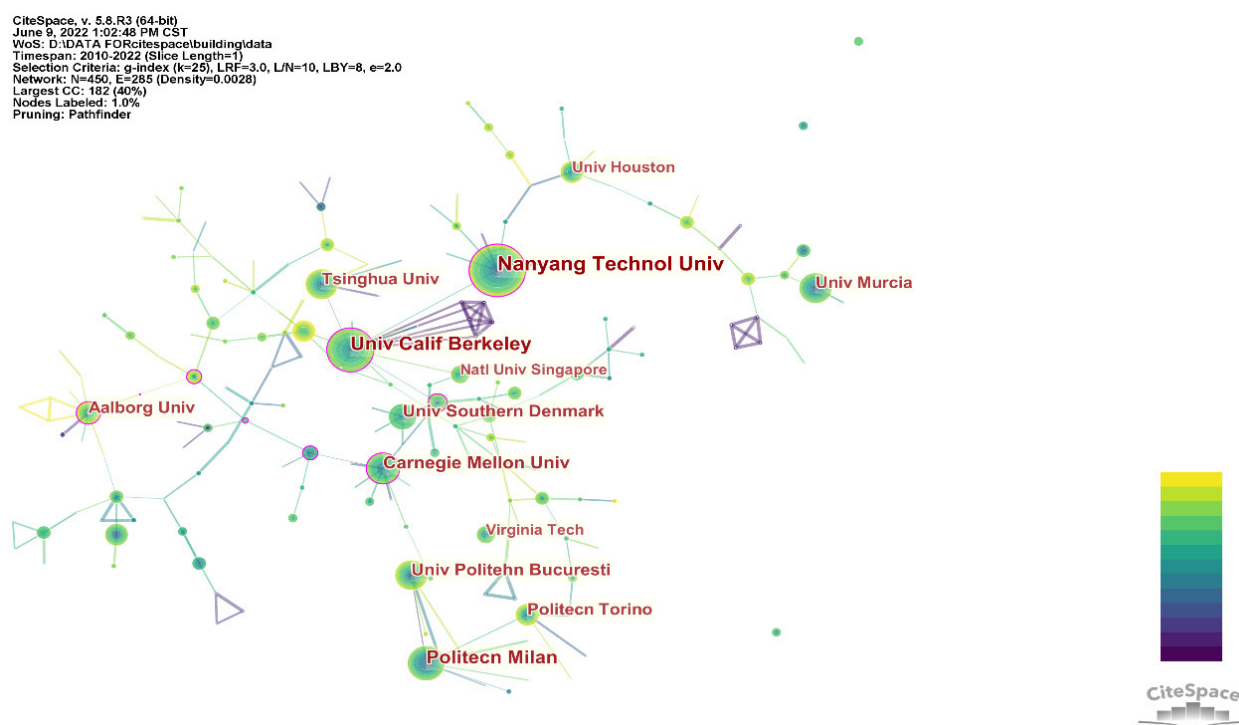 CiteSpace, v. 5.8.R3 (64-bit)
June 9, 2022 1:02:48 PM CST
WoS: D:\DATA FORcitespace\building\data
Timespan: 2010-2022 (Slice Length=1)
Selection Criteria: g-index (k=25), LRF=3.0, L/N=10, LBY=8, e=2.0
Network: N=450, E=285 (Density=0.0028)
Largest CC: 182 (40%)
Nodes Labeled: 1.0%
Pruning: Pathfinder
Univ Houston
Nanyang Technol Univ
Tsinghua Univ
Univ Murcia
Univ Calif Berkeley
Natl Univ Singapore
Aalborg Univ
Univ Southern Denmark
Carnegie Mellon Univ
Virginia Tech
Univ Politehn Bucuresti
Politecn Torino
Politecn Milan
CiteSpace